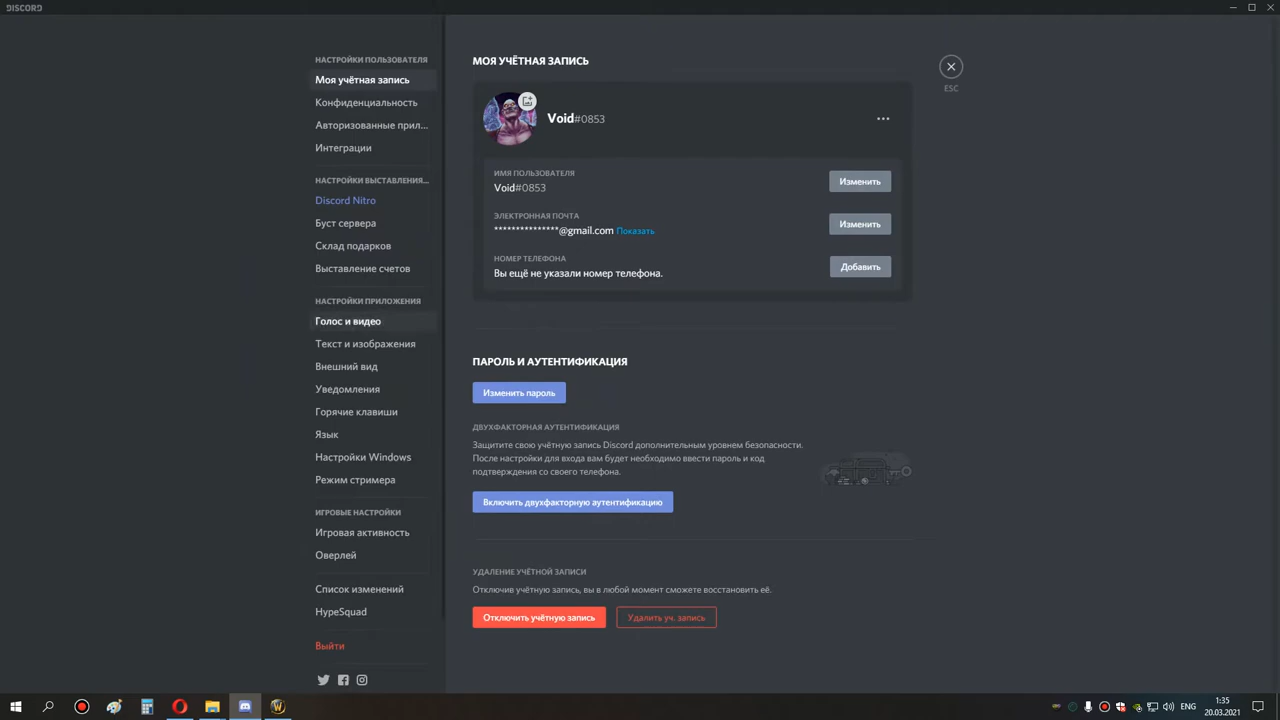 DISCORD
НАСТРОЙКИ ПОЛЬЗОВАТЕЛЯ
Моя учётная запись
Конфиденциальность
Авторизованные прил...
Интеграции
НАСТРОЙКИ ВЫСТАВЛЕНИЯ...
Discord Nitro
Буст сервера
Склад подарков
Выставление счетов
НАСТРОЙКИ ПРИЛОЖЕНИЯ
Голос и видео
Текст и изображения
Внешний вид
Уведомления
Горячие клавиши
Язык
Настройки Windows
Режим стримера
ИГРОВЫЕ НАСТРОЙКИ
Игровая активность
Оверлей
Список изменений
HypeSquad
Выйти
МОЯ УЧЁТНАЯ ЗАПИСЬ
ESC
Void#0853
ИМЯ ПОЛЬЗОВАТЕЛЯ
Void#0853
Изменить
ЭЛЕКТРОННАЯ ПОЧТА
***************@gmail.com Показать
Изменить
НОМЕР ТЕЛЕФОНА
Вы ещё не указали номер телефона.
Добавить
ПАРОЛЬ И АУТЕНТИФИКАЦИЯ
Изменить пароль
ДВУХФАКТОРНАЯ АУТЕНТИФИКАЦИЯ
Защитите свою учётную запись Discord дополнительным уровнем безопасности.
После настройки для входа вам будет необходимо ввести пароль и код
подтверждения со своего телефона.
Включить двухфакторную аутентификацию
УДАЛЕНИЕ УЧЁТНОЙ ЗАПИСИ
Отключив учётную запись, вы в любой момент сможете восстановить её.
Отключить учётную запись
Удалить уч. запись
ENG
1:35
20.03.2021